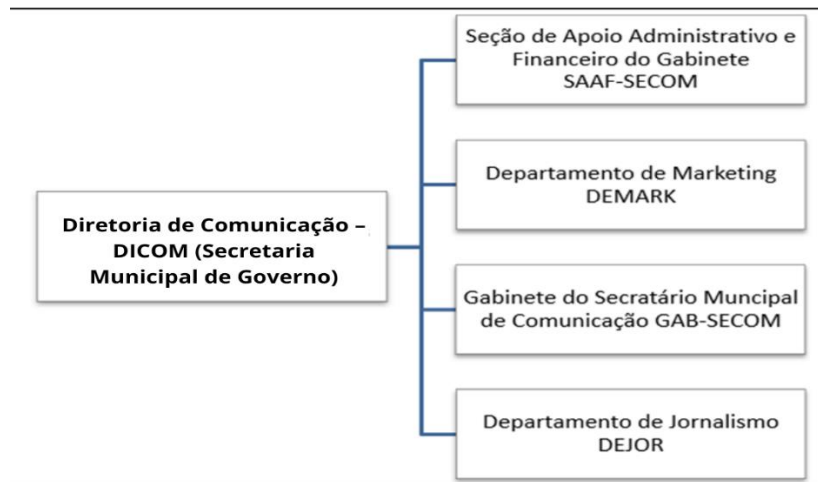 Seção de Apoio Administrativo e
Financeiro do Gabinete
SAAF-SECOM
Departamento de Marketing
DEMARK
Diretoria de Comunicação –
DICOM (Secretaria
Municipal de Governo)
Gabinete do Secratário Muncipal
de Comunicação GAB-SECOM
Departamento de Jornalismo
DEJOR